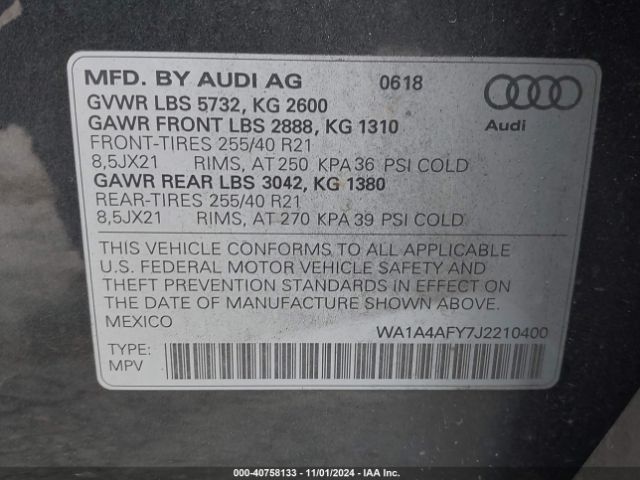 MFD. BY AUDI AG 0618
GVWR LBS 5732, KG 2600
GAWR FRONT LBS 2888, KG 1310
Audi
FRONT-TIRES 255/40 R21
8,5JX21 RIMS, AT 250 KPA 36 PSI COLD
GAWR REAR LBS 3042, KG 1380
REAR-TIRES 255/40 R21
8,5JX21 RIMS, AT 270 KPA 39 PSI COLD
THIS VEHICLE CONFORMS TO ALL APPLICABLE
U.S. FEDERAL MOTOR VEHICLE SAFETY AND
THEFT PREVENTION STANDARDS IN EFFECT ON
THE DATE OF MANUFACTURE SHOWN ABOVE.
MEXICO WA1A4AFY7J2210400
TYPE:
MPV
000-40758133 - 11/01/2024 - IAA Inc.